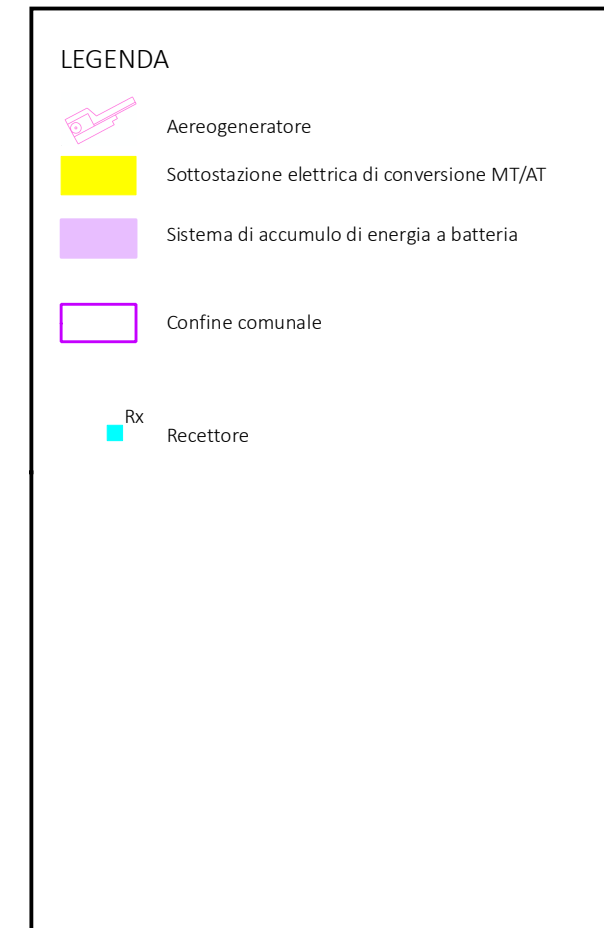 LEGENDA
Aereogeneratore
Sottostazione elettrica di conversione MT/AT
Sistema di accumulo di energia a batteria
Confine comunale
Rx
Recettore